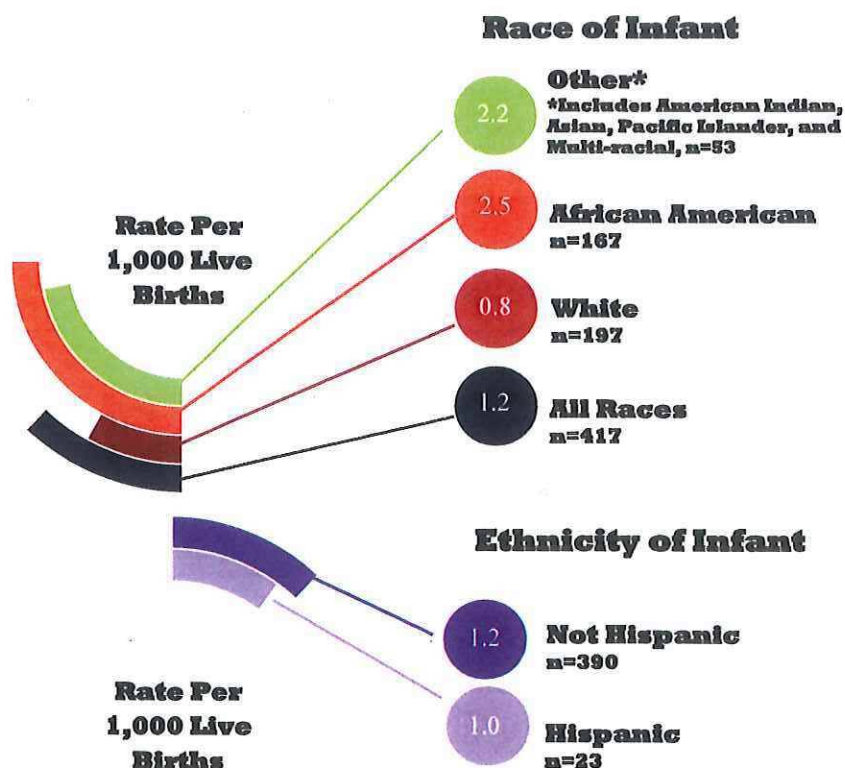 Race of Infant
2.2
Other*
*Includes American Indian,
Asian, Pacific Islander, and
Multi-racial, n=53
Rate Per
1,000 Live
Births
2.5
African American
n=167
0.8
White
n=197
1.2
All Races
n=417
Ethnicity of Infant
1.2
Not Hispanic
n=390
Rate Per
1,000 Live
Births
1.0
Hispanic
n=23